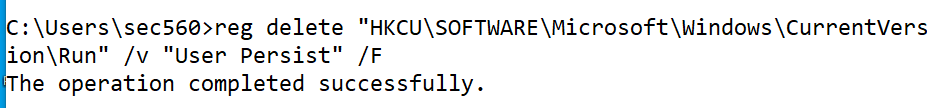 C:\Users\sec560>reg delete "HKCU\SOFTWARE\Microsoft\Windows\CurrentVers
ion\Run" /v "User Persist" /F
The operation completed successfully.